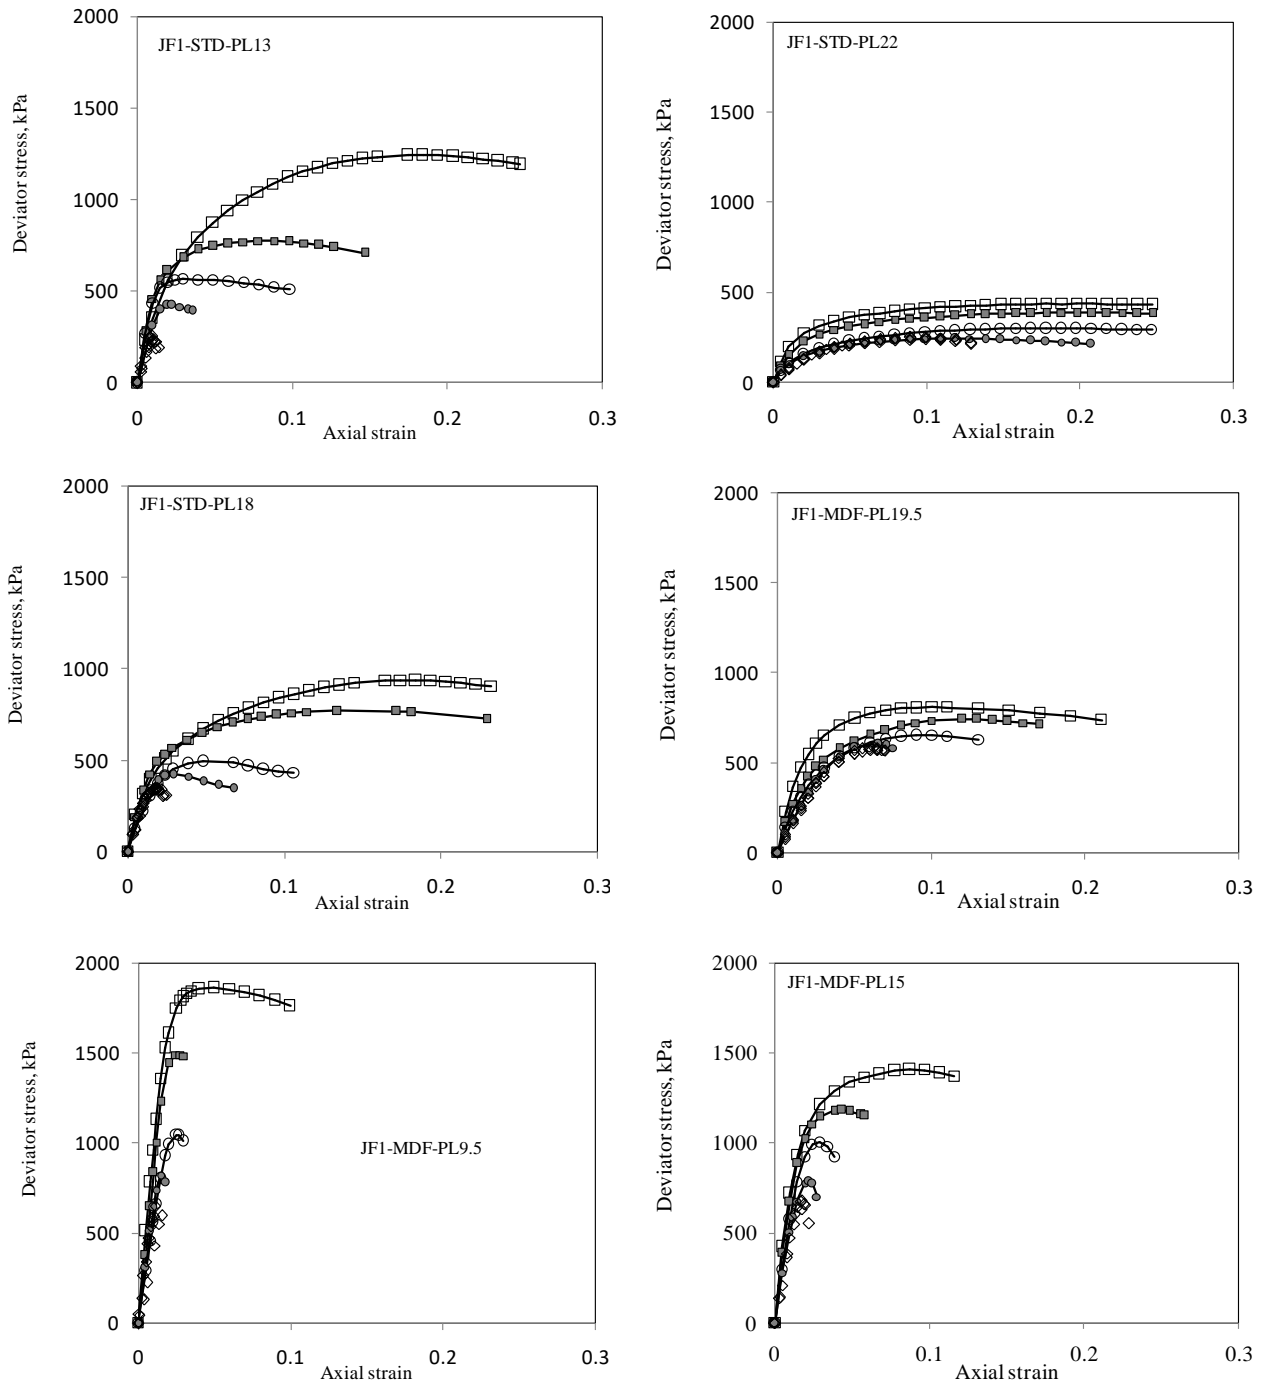 JF1-STD-PL13
Deviator stress, kPa
2000
1500
1000
500
0
0 0.1 0.2 0.3
Axial strain
JF1-STD-PL22
Deviator stress, kPa
2000
1500
1000
500
0
0 0.1 0.2 0.3
Axial strain
JF1-STD-PL18
Deviator stress, kPa
2000
1500
1000
500
0
0 0.1 0.2 0.3
Axial strain
JF1-MDF-PL19.5
Deviator stress, kPa
2000
1500
1000
500
0
0 0.1 0.2 0.3
Axial strain
JF1-MDF-PL9.5
Deviator stress, kPa
2000
1500
1000
500
0
0 0.1 0.2 0.3
Axial strain
JF1-MDF-PL15
Deviator stress, kPa
2000
1500
1000
500
0
0 0.1 0.2 0.3
Axial strain